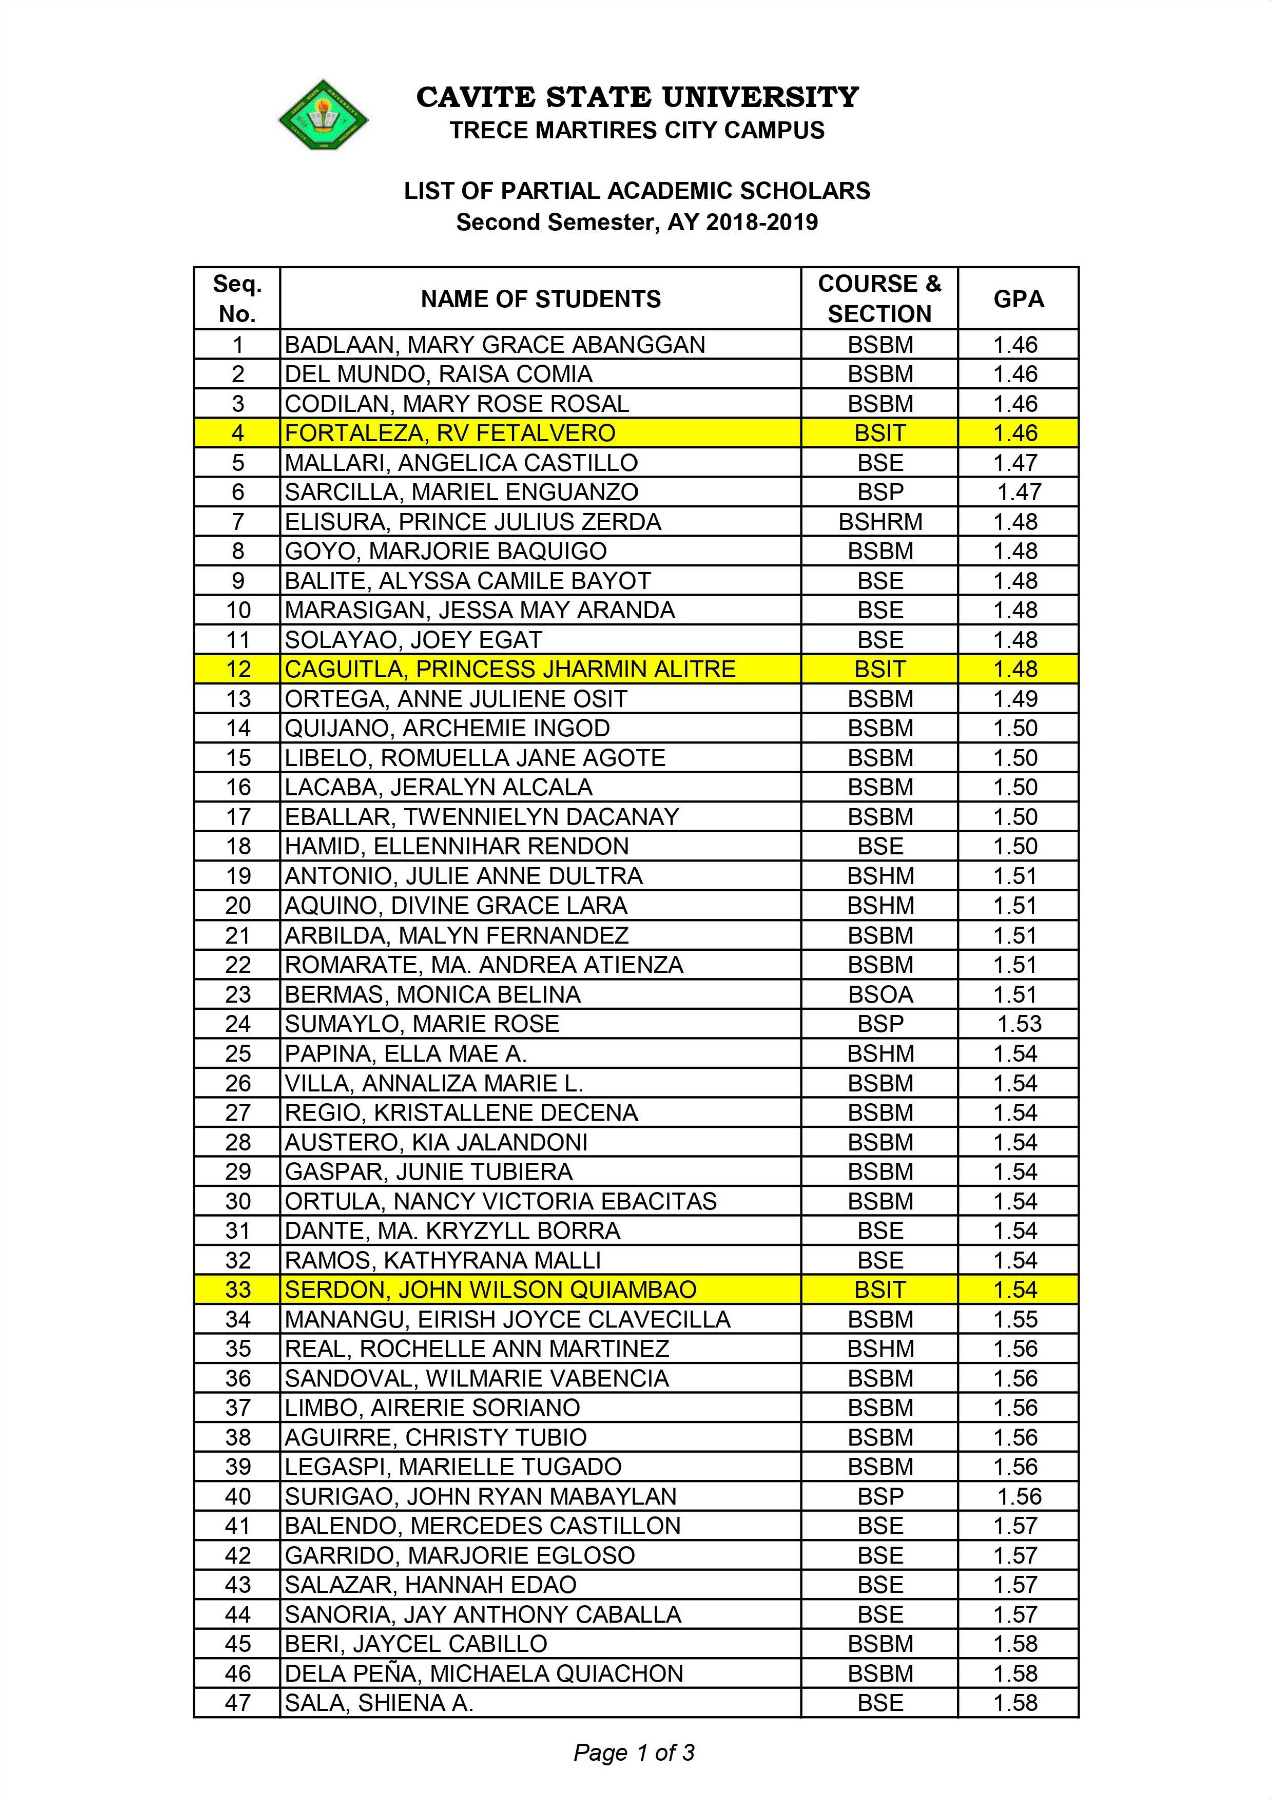 CAVITE STATE UNIVERSITY
TRECE MARTIRES CITY CAMPUS
LIST OF PARTIAL ACADEMIC SCHOLARS
Second Semester, AY 2018-2019
Seq. No. NAME OF STUDENTS COURSE & SECTION GPA
1 BADLAAN, MARY GRACE ABANGGAN BSBM 1.46
2 DEL MUNDO, RAISA COMIA BSBM 1.46
3 CODILAN, MARY ROSE ROSAL BSBM 1.46
4 FORTALEZA, RV FETALVERO BSIT 1.46
5 MALLARI, ANGELICA CASTILLO BSE 1.47
6 SARCILLA, MARIEL ENGUANZO BSP 1.47
7 ELISURA, PRINCE JULIUS ZERDA BSHRM 1.48
8 GOYO, MARJORIE BAQUIGO BSBM 1.48
9 BALITE, ALYSSA CAMILE BAYOT BSE 1.48
10 MARASIGAN, JESSA MAY ARANDA BSE 1.48
11 SOLAYAO, JOEY EGAT BSE 1.48
12 CAGUITLA, PRINCESS JHARMIN ALITRE BSIT 1.48
13 ORTEGA, ANNE JULIENE OSIT BSBM 1.49
14 QUIJANO, ARCHEMIE INGOD BSBM 1.50
15 LIBELO, ROMUELLA JANE AGOTE BSBM 1.50
16 LACABA, JERALYN ALCALA BSBM 1.50
17 EBALLAR, TWENNIELYN DACANAY BSBM 1.50
18 HAMID, ELLENNIHAR RENDON BSE 1.50
19 ANTONIO, JULIE ANNE DULTRA BSHM 1.51
20 AQUINO, DIVINE GRACE LARA BSHM 1.51
21 ARBILDA, MALYN FERNANDEZ BSBM 1.51
22 ROMARATE, MA. ANDREA ATIENZA BSBM 1.51
23 BERMAS, MONICA BELINA BSOA 1.51
24 SUMAYLO, MARIE ROSE BSP 1.53
25 PAPINA, ELLA MAE A. BSHM 1.54
26 VILLA, ANNALIZA MARIE L. BSBM 1.54
27 REGIO, KRISTALLENE DECENA BSBM 1.54
28 AUSTERO, KIA JALANDONI BSBM 1.54
29 GASPAR, JUNIE TUBIERA BSBM 1.54
30 ORTULA, NANCY VICTORIA EBACITAS BSBM 1.54
31 DANTE, MA. KRYZYLL BORRA BSE 1.54
32 RAMOS, KATHYRANA MALLI BSE 1.54
33 SERDON, JOHN WILSON QUIAMBAO BSIT 1.54
34 MANANGU, EIRISH JOYCE CLAVECILLA BSBM 1.55
35 REAL, ROCHELLE ANN MARTINEZ BSHM 1.56
36 SANDOVAL, WILMARIE VABENCIA BSBM 1.56
37 LIMBO, AIRERIE SORIANO BSBM 1.56
38 AGUIRRE, CHRISTY TUBIO BSBM 1.56
39 LEGASPI, MARIELLE TUGADO BSBM 1.56
40 SURIGAO, JOHN RYAN MABAYLAN BSP 1.56
41 BALENDO, MERCEDES CASTILLON BSE 1.57
42 GARRIDO, MARJORIE EGLOSO BSE 1.57
43 SALAZAR, HANNAH EDAO BSE 1.57
44 SANORIA, JAY ANTHONY CABALLA BSE 1.57
45 BERI, JAYCEL CABILLO BSBM 1.58
46 DELA PEÑA, MICHAELA QUIACHON BSBM 1.58
47 SALA, SHIENA A. BSE 1.58
Page 1 of 3